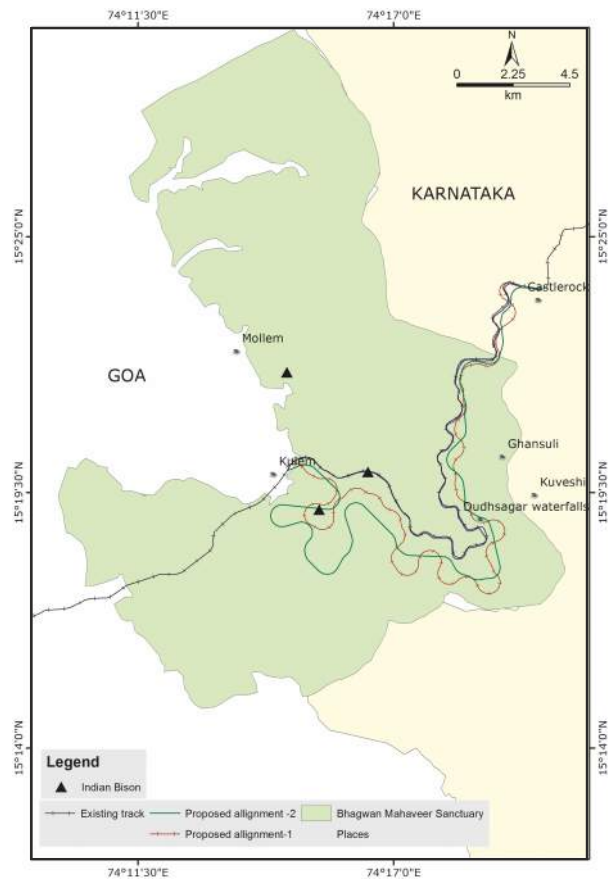 74°11'30"E 74°17'0"E
N
0 2.25 4.5
km
KARNATAKA
15°25'0"N 15°25'0"N
Castlerock
Mollem
GOA
Ghansuli
Kulem
Kuveshi
15°19'30"N 15°19'30"N
Dudhsagar waterfalls
15°14'0"N 15°14'0"N
Legend
Indian Bison
Existing track Proposed allignment -2 Bhagwan Mahaveer Sanctuary
Proposed allignment-1 Places
74°11'30"E 74°17'0"E